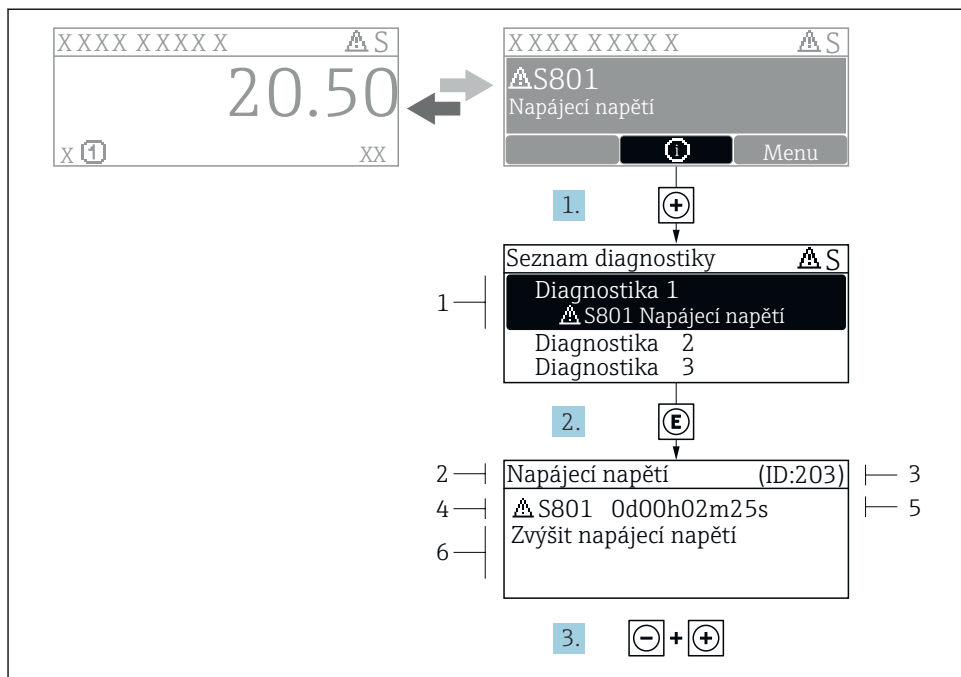 XXXX XXXXX S
20.50
X 1 XX
XXXX XXXXX S
S801
Napájecí napětí
i Menu
1. +
Seznam diagnostiky S
1 Diagnostika 1
S801 Napájecí napětí
Diagnostika 2
Diagnostika 3
2. E
2 Napájecí napětí (ID:203) 3
4 S801 0d00h02m25s 5
6 Zvýšit napájecí napětí
3. - + +